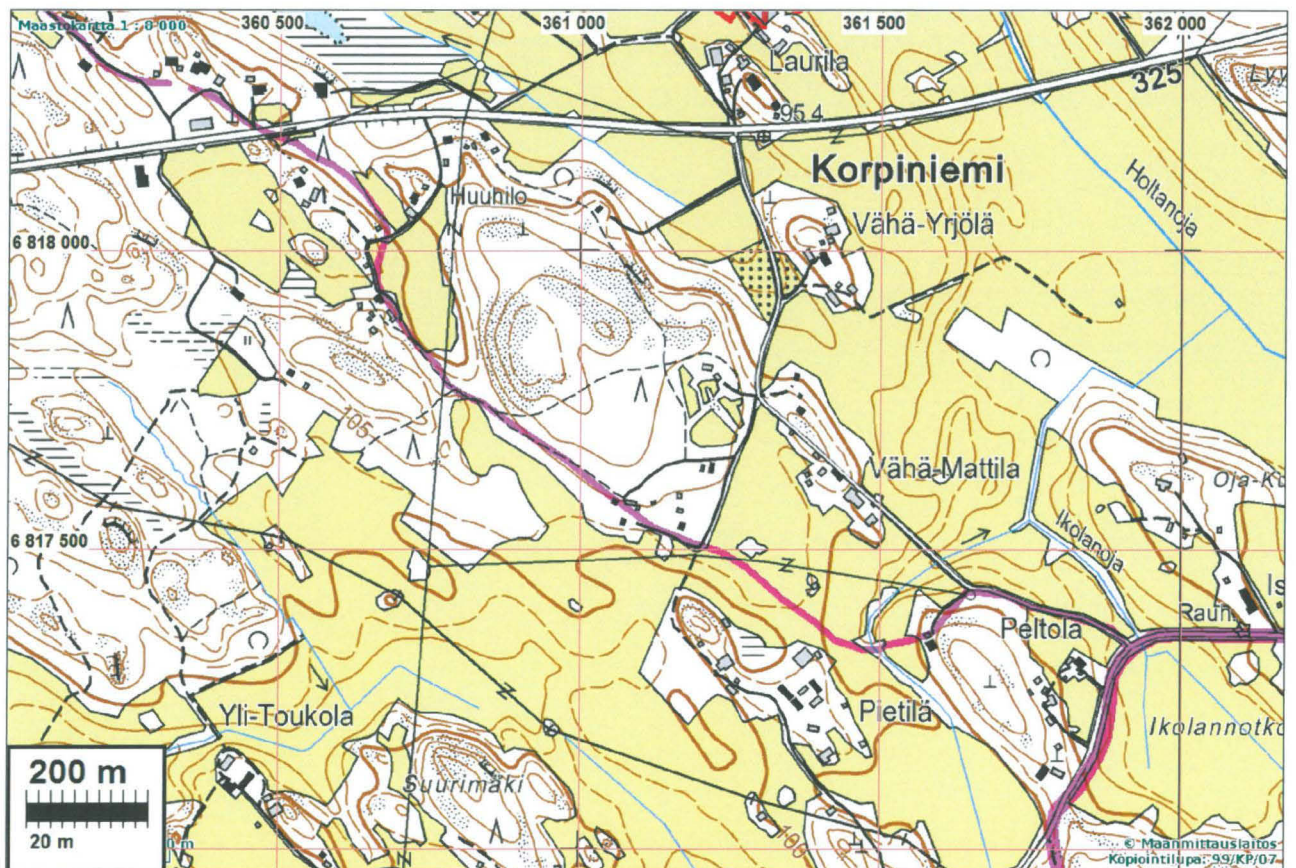 Maastokartta 1 : 8 000
360 500
361 000
361 500
362 000
Laurila
325
95.4
Korpiniemi
Holtanoja
Huuhilo
Vähä-Yrjölä
6 818 000
105
Vähä-Mattila
6 817 500
Ikolanoja
Peltola
Raun.
Yli-Toukola
Pietilä
Ikolannotko
Suurimäki
200 m
20 m
0 m
© Maanmittauslaitos
Kopiointilupa: 99/KP/07